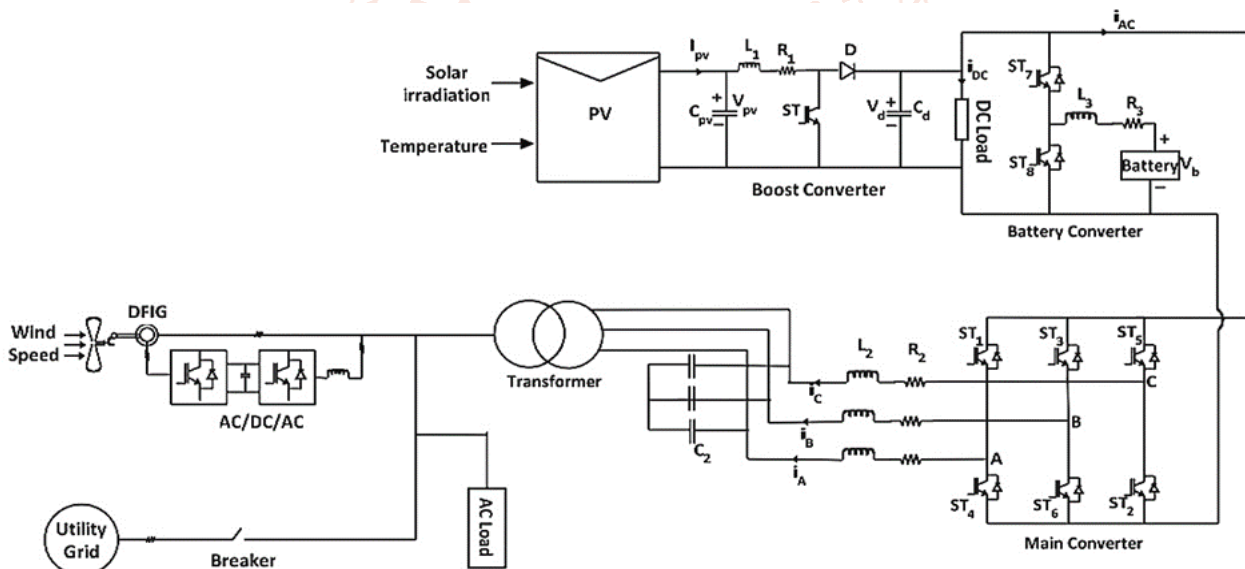 i_AC
I_pv
L_1
R_1
D
ST_7
Solar
irradiation
i_DC
L_3
R_3
PV
+
V_pv
C_pv
−
ST
V_d
+
−
C_d
DC Load
+
Temperature
ST_8
Battery
V_b
−
Boost Converter
Battery Converter
DFIG
Wind
Speed
ST_1
ST_3
ST_5
L_2
R_2
Transformer
i_C
C
AC/DC/AC
i_B
B
C_2
i_A
A
ST_4
ST_6
ST_2
AC Load
Utility
Grid
Breaker
Main Converter